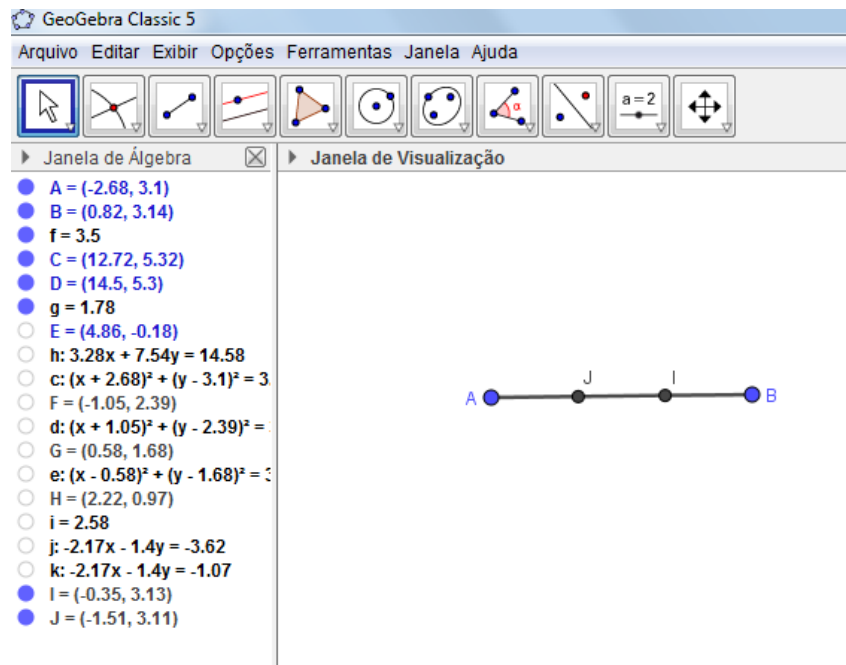 GeoGebra Classic 5
Arquivo Editar Exibir Opções Ferramentas Janela Ajuda
α
a=2
Janela de Álgebra
Janela de Visualização
A = (-2.68, 3.1)
B = (0.82, 3.14)
f = 3.5
C = (12.72, 5.32)
D = (14.5, 5.3)
g = 1.78
E = (4.86, -0.18)
h: 3.28x + 7.54y = 14.58
c: (x + 2.68)² + (y - 3.1)² = 3.
F = (-1.05, 2.39)
d: (x + 1.05)² + (y - 2.39)² =
G = (0.58, 1.68)
e: (x - 0.58)² + (y - 1.68)² =
H = (2.22, 0.97)
i = 2.58
j: -2.17x - 1.4y = -3.62
k: -2.17x - 1.4y = -1.07
I = (-0.35, 3.13)
J = (-1.51, 3.11)
A J I B